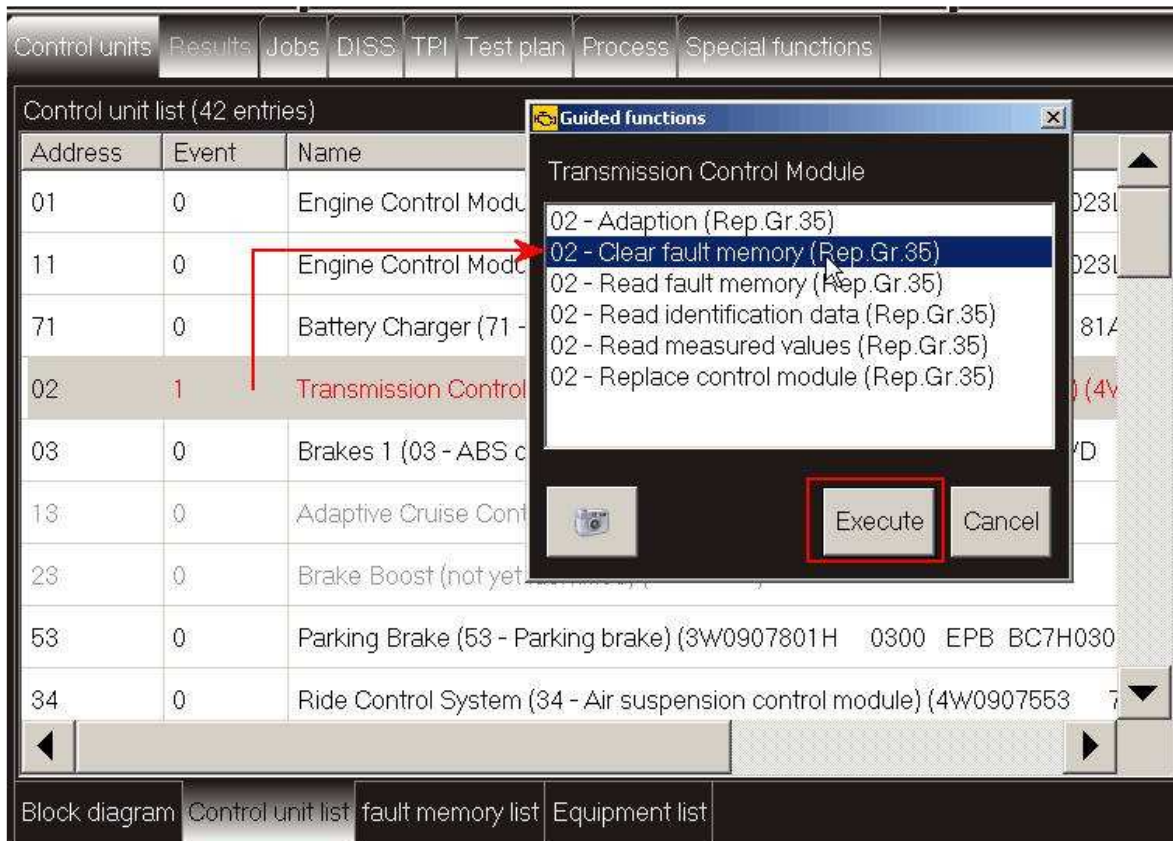 Control units Results Jobs DISS TPI Test plan Process Special functions
Control unit list (42 entries)
Address Event Name
01 0 Engine Control Modu 023L
11 0 Engine Control Modc 023L
71 0 Battery Charger (71 - 81A
02 1 Transmission Control ) (4V
03 0 Brakes 1 (03 - ABS c /D
13 0 Adaptive Cruise Cont
23 0 Brake Boost (not yet
53 0 Parking Brake (53 - Parking brake) (3W0907801H 0300 EPB BC7H030
34 0 Ride Control System (34 - Air suspension control module) (4W0907553 7
Guided functions
Transmission Control Module
02 - Adaption (Rep.Gr.35)
02 - Clear fault memory (Rep.Gr.35)
02 - Read fault memory (Rep.Gr.35)
02 - Read identification data (Rep.Gr.35)
02 - Read measured values (Rep.Gr.35)
02 - Replace control module (Rep.Gr.35)
Execute Cancel
Block diagram Control unit list fault memory list Equipment list